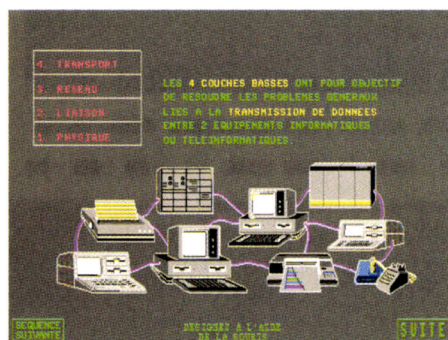 4. TRANSPORT
3. RESEAU
2. LIAISON
1. PHYSIQUE
LES 4 COUCHES BASSES ONT POUR OBJECTIF
DE RESOUDRE LES PROBLEMES GENERAUX
LIES A LA TRANSMISSION DE DONNEES
ENTRE 2 EQUIPEMENTS INFORMATIQUES
OU TELEINFORMATIQUES.
SEQUENCE
SUIVANTE
DESIGNEZ A L'AIDE
DE LA SOURIS
SUITE